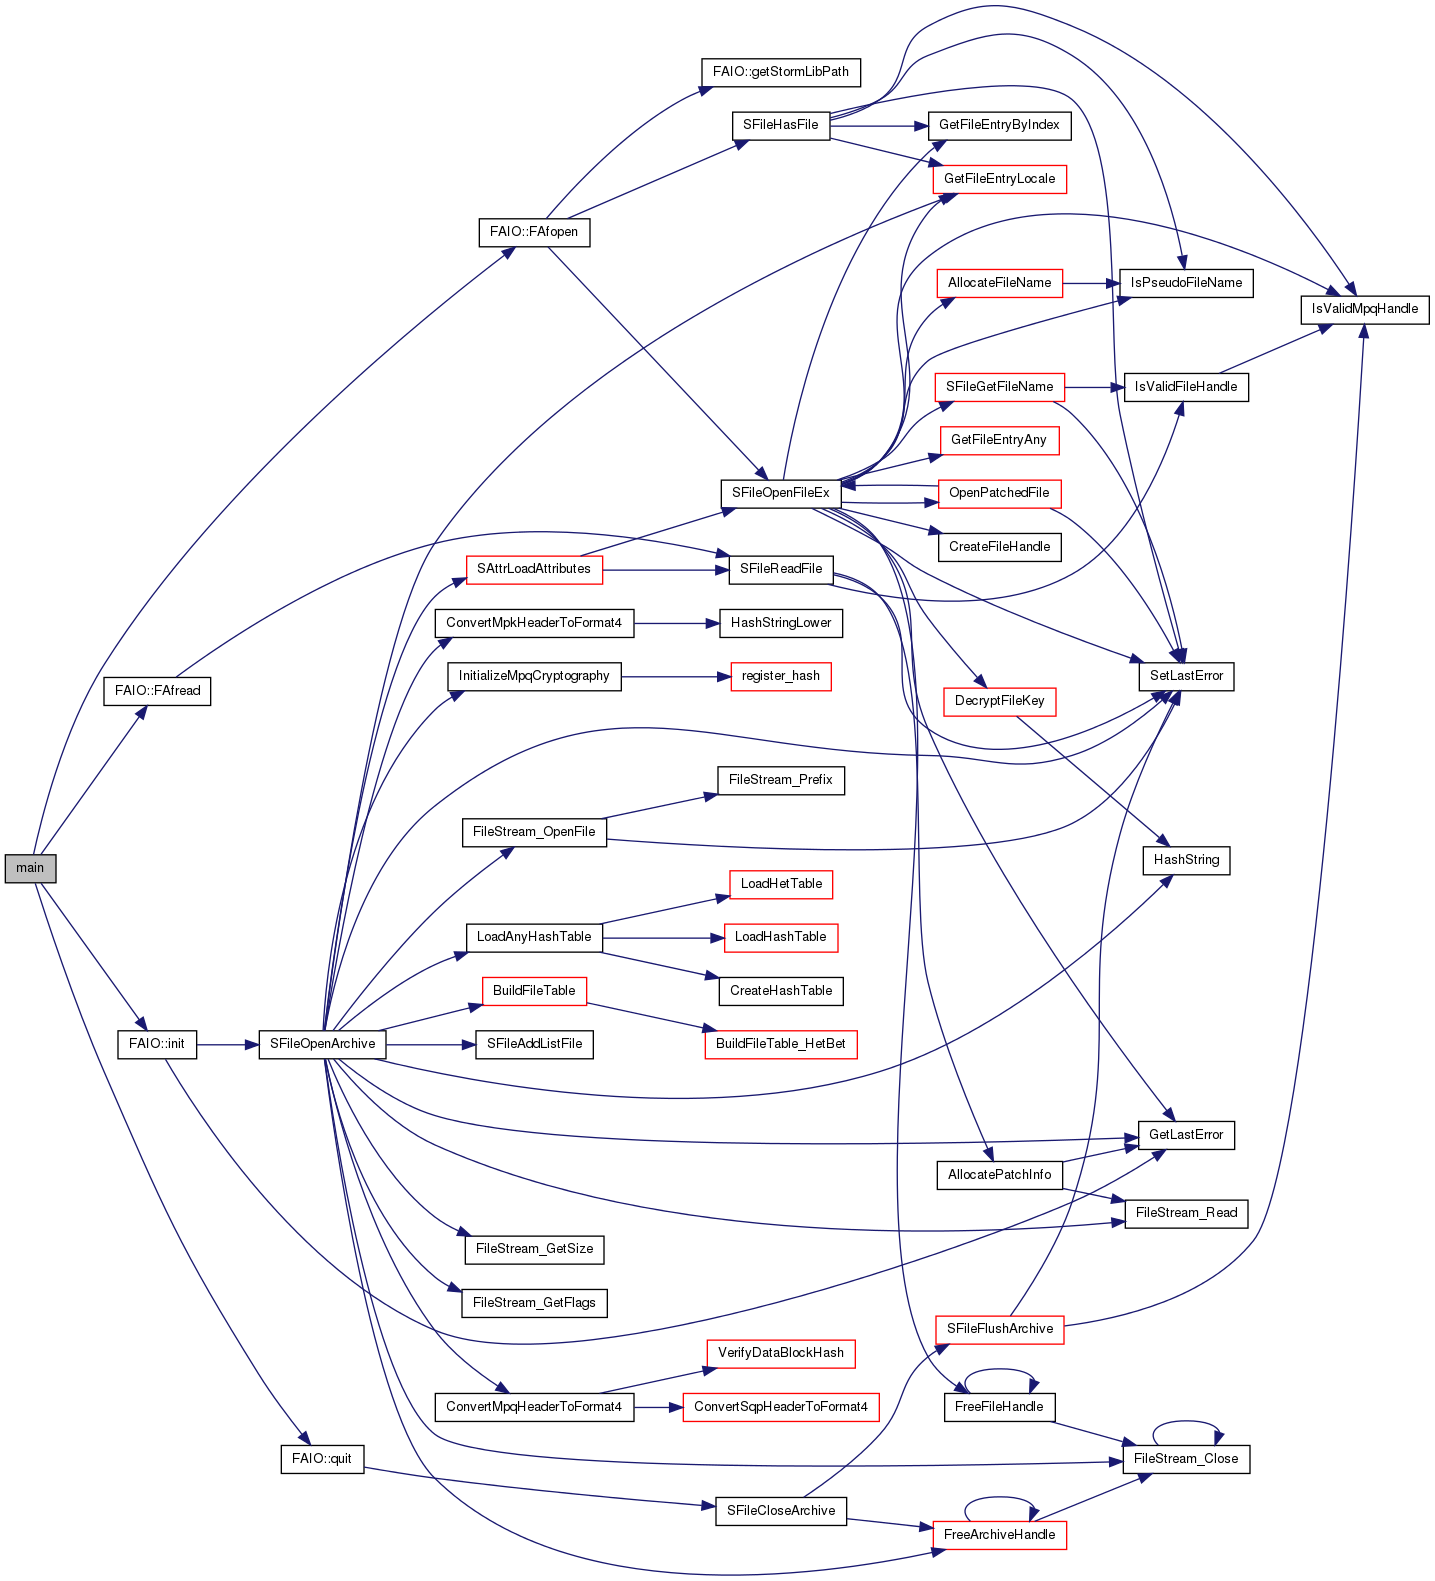 FAIO::getStormLibPath
SFileHasFile
GetFileEntryByIndex
GetFileEntryLocale
FAIO::FAfopen
AllocateFileName
IsPseudoFileName
IsValidMpqHandle
SFileGetFileName
IsValidFileHandle
GetFileEntryAny
SFileOpenFileEx
OpenPatchedFile
CreateFileHandle
SAttrLoadAttributes
SFileReadFile
ConvertMpkHeaderToFormat4
HashStringLower
InitializeMpqCryptography
register_hash
SetLastError
FAIO::FAfread
DecryptFileKey
FileStream_Prefix
FileStream_OpenFile
HashString
main
LoadHetTable
LoadAnyHashTable
LoadHashTable
BuildFileTable
CreateHashTable
FAIO::init
SFileOpenArchive
SFileAddListFile
BuildFileTable_HetBet
GetLastError
AllocatePatchInfo
FileStream_Read
FileStream_GetSize
FileStream_GetFlags
SFileFlushArchive
VerifyDataBlockHash
ConvertMpqHeaderToFormat4
ConvertSqpHeaderToFormat4
FreeFileHandle
FAIO::quit
FileStream_Close
SFileCloseArchive
FreeArchiveHandle